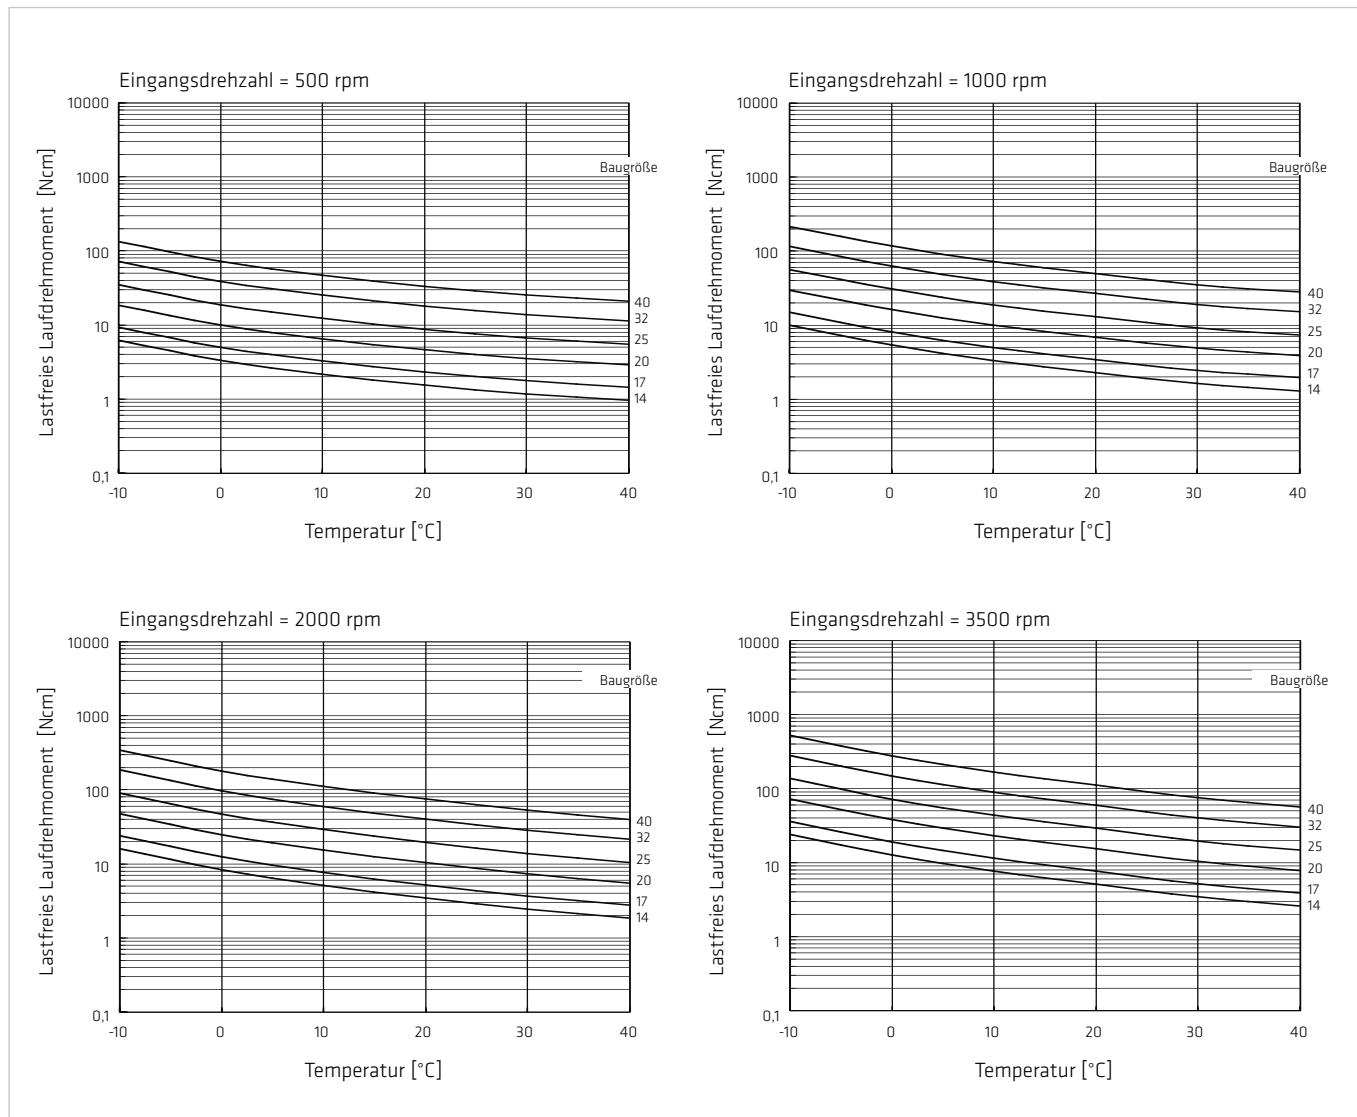 Eingangsdrehzahl = 500 rpm
Lastfreies Laufdrehmoment [Ncm]
10000
1000
100
10
1
0,1
Baugröße
40
32
25
20
17
14
-10 0 10 20 30 40
Temperatur [°C]
Eingangsdrehzahl = 1000 rpm
Lastfreies Laufdrehmoment [Ncm]
10000
1000
100
10
1
0,1
Baugröße
40
32
25
20
17
14
-10 0 10 20 30 40
Temperatur [°C]
Eingangsdrehzahl = 2000 rpm
Lastfreies Laufdrehmoment [Ncm]
10000
1000
100
10
1
0,1
Baugröße
40
32
25
20
17
14
-10 0 10 20 30 40
Temperatur [°C]
Eingangsdrehzahl = 3500 rpm
Lastfreies Laufdrehmoment [Ncm]
10000
1000
100
10
1
0,1
Baugröße
40
32
25
20
17
14
-10 0 10 20 30 40
Temperatur [°C]